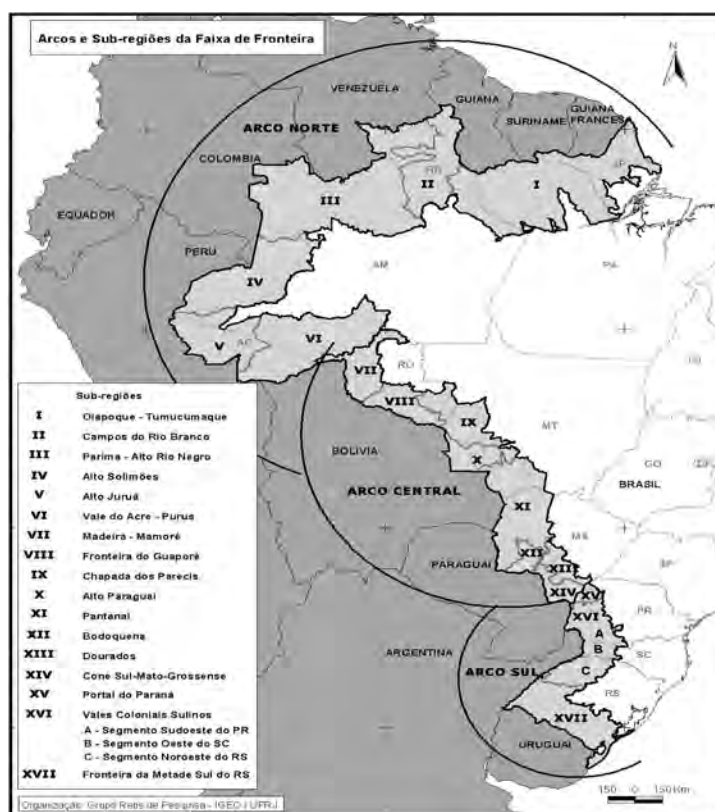 Arcos e Sub-regiões da Faixa de Fronteira
N
VENEZUELA
GUIANA
SURINAME
GUIANA
FRANCESA
ARCO NORTE
COLOMBIA
RR
AP
I
II
III
EQUADOR
PERU
AM
PA
IV
V
AC
VI
VII
RO
VIII
IX
MT
BOLIVIA
X
GO
DF
BRASIL
ARCO CENTRAL
XI
MS
XII
XIII
SP
PARAGUAI
XIV
XV
XVI
PR
A
B
SC
C
ARGENTINA
ARCO SUL
RS
XVII
URUGUAI
Sub-regiões
I Oiapoque - Tumucumaque
II Campos do Rio Branco
III Parima - Alto Rio Negro
IV Alto Solimões
V Alto Juruá
VI Vale do Acre - Purus
VII Madeira - Mamoré
VIII Fronteira do Guaporé
IX Chapada dos Parecis
X Alto Paraguai
XI Pantanal
XII Bodoquena
XIII Dourados
XIV Cone Sul-Mato-Grossense
XV Portal do Paraná
XVI Vales Coloniais Sulinos
A - Segmento Sudoeste do PR
B - Segmento Oeste do SC
C - Segmento Noroeste do RS
XVII Fronteira da Metade Sul do RS
150 0 150 Km
Organização: Grupo Retis de Pesquisa - IGEO / UFRJ